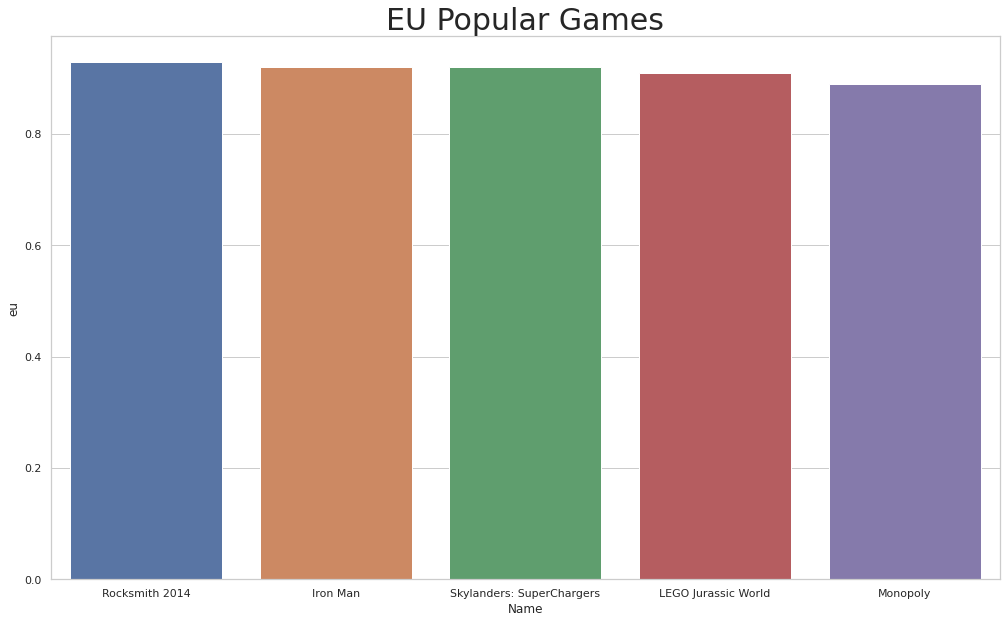 EU Popular Games
eu
0.8
0.6
0.4
0.2
0.0
Rocksmith 2014
Iron Man
Skylanders: SuperChargers
LEGO Jurassic World
Monopoly
Name